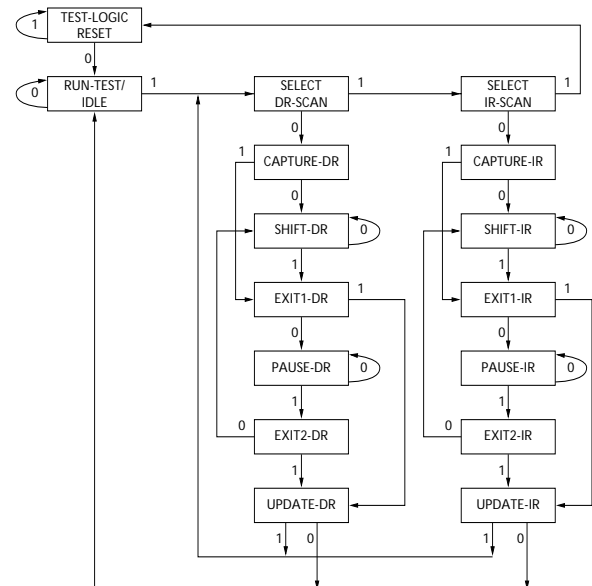 TEST-LOGIC
RESET
1
0
RUN-TEST/
IDLE
0
1
SELECT
DR-SCAN
1
SELECT
IR-SCAN
1
0
0
1
CAPTURE-DR
1
CAPTURE-IR
0
0
SHIFT-DR
0
SHIFT-IR
0
1
1
EXIT1-DR
1
EXIT1-IR
1
0
0
PAUSE-DR
0
PAUSE-IR
0
1
1
0
EXIT2-DR
0
EXIT2-IR
1
1
UPDATE-DR
UPDATE-IR
1
0
1
0